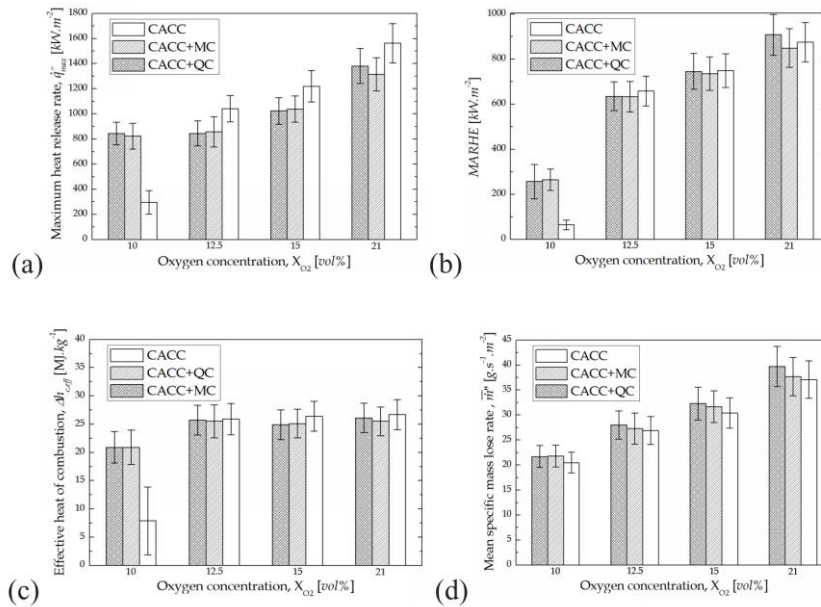 CACC
CACC+MC
CACC+QC
Maximum heat release rate, q̇"max [kW.m-2]
1800
1600
1400
1200
1000
800
600
400
200
0
10
12.5
15
21
Oxygen concentration, XO2 [vol%]
(a)
CACC
CACC+MC
CACC+QC
MARHE [kW.m-2]
1000
800
600
400
200
0
10
12.5
15
21
Oxygen concentration, XO2 [vol%]
(b)
CACC
CACC+QC
CACC+MC
Effective heat of combustion, Δhc,eff [MJ.kg-1]
40
35
30
25
20
15
10
5
0
10
12.5
15
21
Oxygen concentration, XO2 [vol%]
(c)
CACC
CACC+MC
CACC+QC
Mean specific mass lose rate, ṁ" [g.s-1.m-2]
45
40
35
30
25
20
15
10
5
0
10
12.5
15
21
Oxygen concentration, XO2 [vol%]
(d)